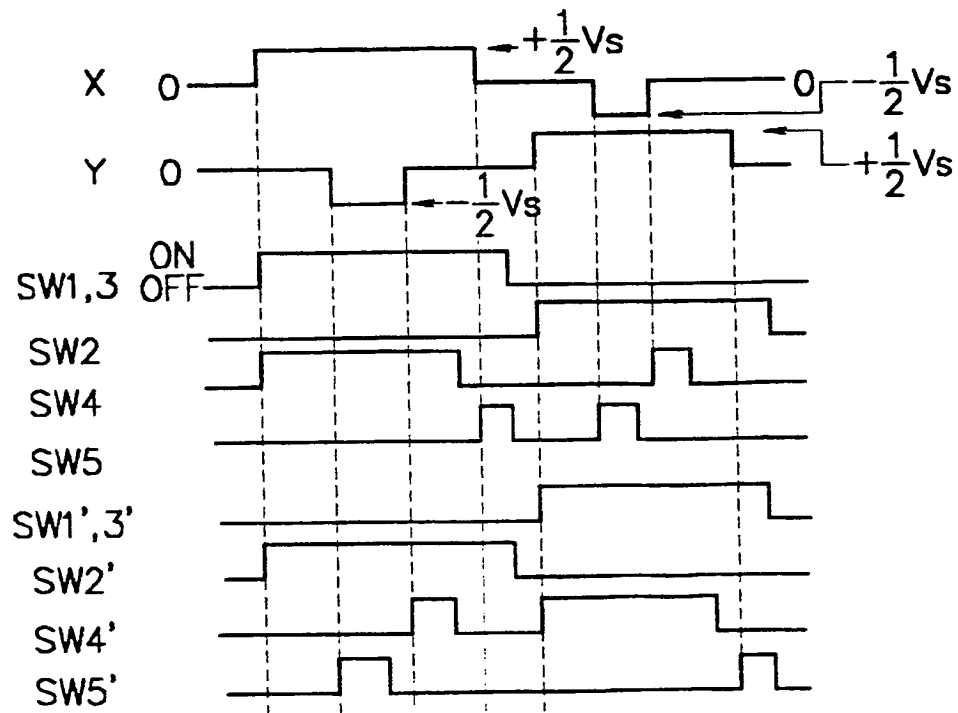 +1/2Vs
X 0
0 -1/2Vs
Y 0
+1/2Vs
-1/2Vs
ON
SW1,3 OFF
SW2
SW4
SW5
SW1',3'
SW2'
SW4'
SW5'